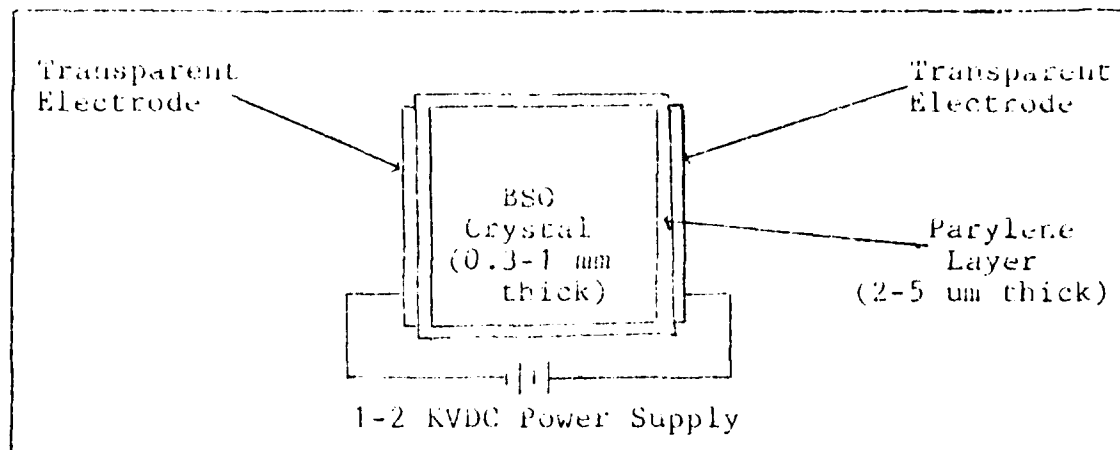 Transparent
Electrode
Transparent
Electrode
BSO
Crystal
(0.3-1 mm
thick)
Parylene
Layer
(2-5 um thick)
1-2 KVDC Power Supply